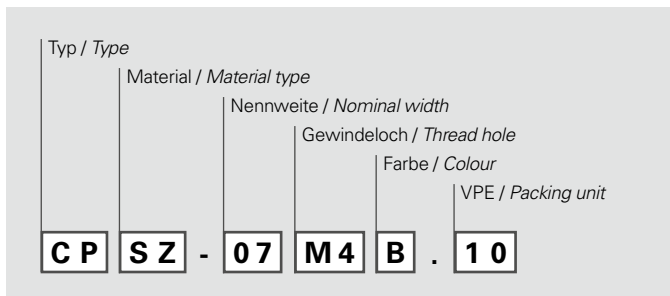 Typ / Type
Material / Material type
Nennweite / Nominal width
Gewindeloch / Thread hole
Farbe / Colour
VPE / Packing unit
CP SZ - 07 M4 B . 10